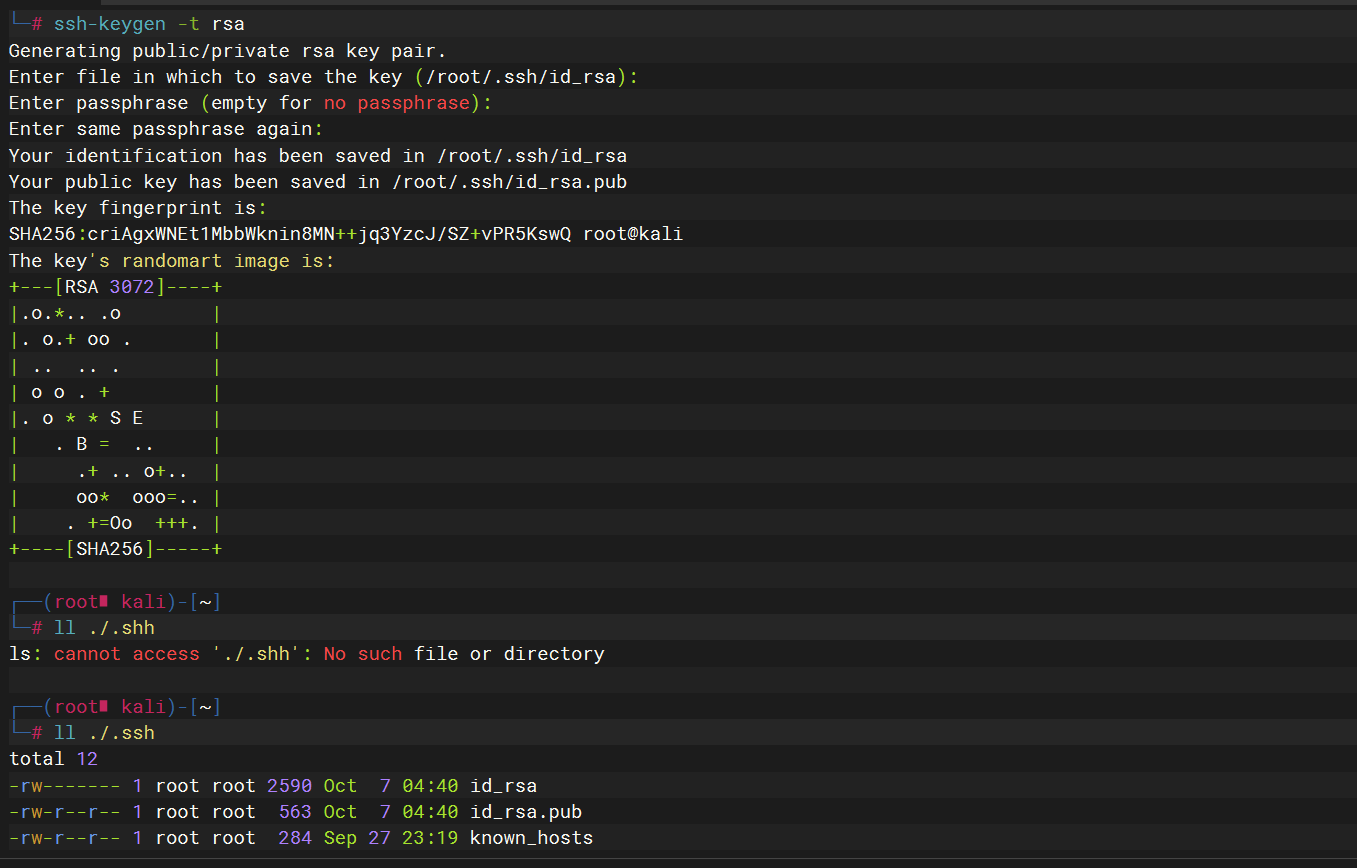 └─# ssh-keygen -t rsa
Generating public/private rsa key pair.
Enter file in which to save the key (/root/.ssh/id_rsa):
Enter passphrase (empty for no passphrase):
Enter same passphrase again:
Your identification has been saved in /root/.ssh/id_rsa
Your public key has been saved in /root/.ssh/id_rsa.pub
The key fingerprint is:
SHA256:criAgxWNEt1MbbWknin8MN++jq3YzcJ/SZ+vPR5KswQ root@kali
The key's randomart image is:
+---[RSA 3072]----+
|.o.*.. .o        |
|. o.+ oo .       |
| ..  .. .        |
| o o . +         |
|. o * * S E      |
|   . B =  ..     |
|     .+ .. o+..  |
|     oo*  ooo=.. |
|    . +=Oo  +++. |
+----[SHA256]-----+
┌──(root∎ kali)-[~]
└─# ll ./.shh
ls: cannot access './.shh': No such file or directory
┌──(root∎ kali)-[~]
└─# ll ./.ssh
total 12
-rw------- 1 root root 2590 Oct  7 04:40 id_rsa
-rw-r--r-- 1 root root  563 Oct  7 04:40 id_rsa.pub
-rw-r--r-- 1 root root  284 Sep 27 23:19 known_hosts